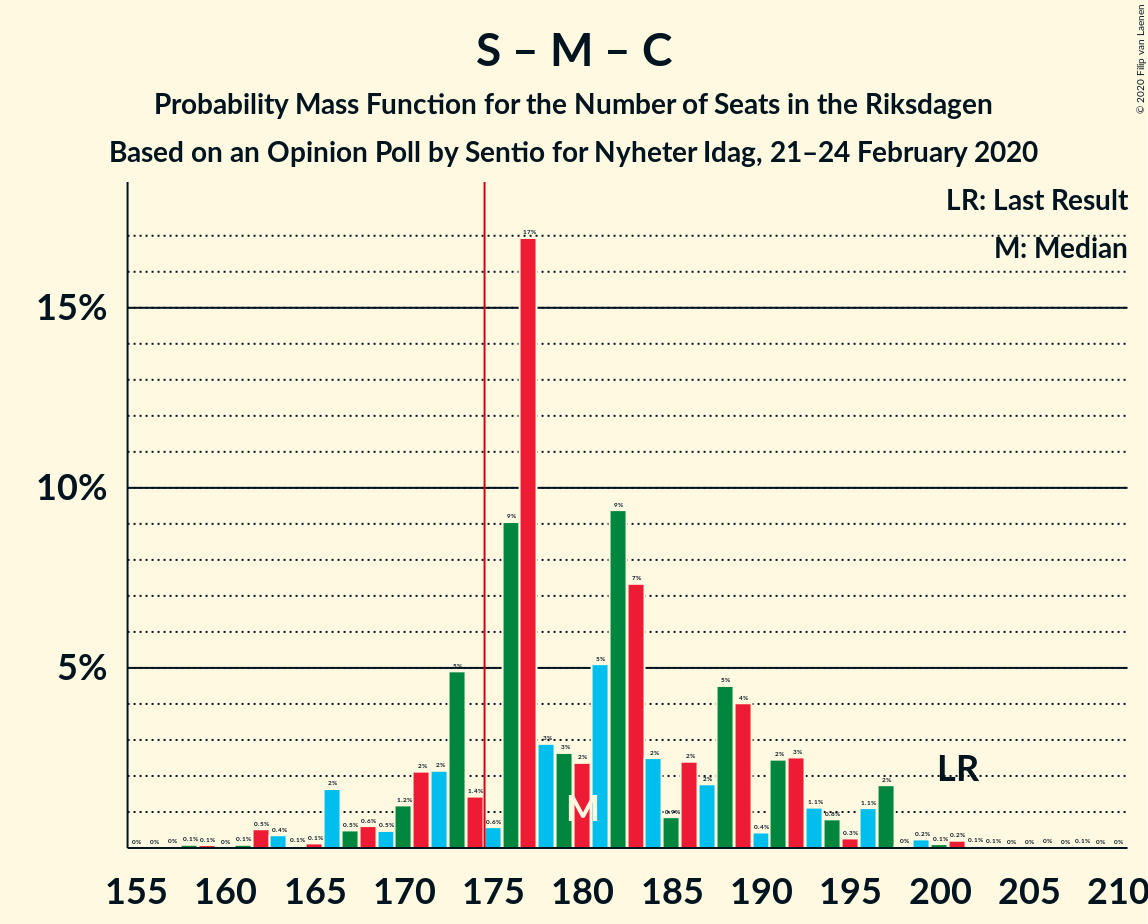 S – M – C
Probability Mass Function for the Number of Seats in the Riksdagen
Based on an Opinion Poll by Sentio for Nyheter Idag, 21–24 February 2020
© 2020 Filip van Laenen
LR: Last Result
M: Median
15%
10%
5%
0% 0% 0% 0.1% 0.1% 0% 0.1% 0.5% 0.4% 0.1% 0.1% 2% 0.5% 0.6% 0.5% 1.2% 2% 2% 5% 1.4% 0.6% 9% 17% 3% 3% 2% 5% 9% 7% 2% 0.9% 2% 2% 5% 4% 0.4% 2% 3% 1.1% 0.8% 0.3% 1.1% 2% 0% 0.2% 0.1% 0.2% 0.1% 0.1% 0% 0% 0% 0% 0.1% 0% 0%
M
LR
155 160 165 170 175 180 185 190 195 200 205 210